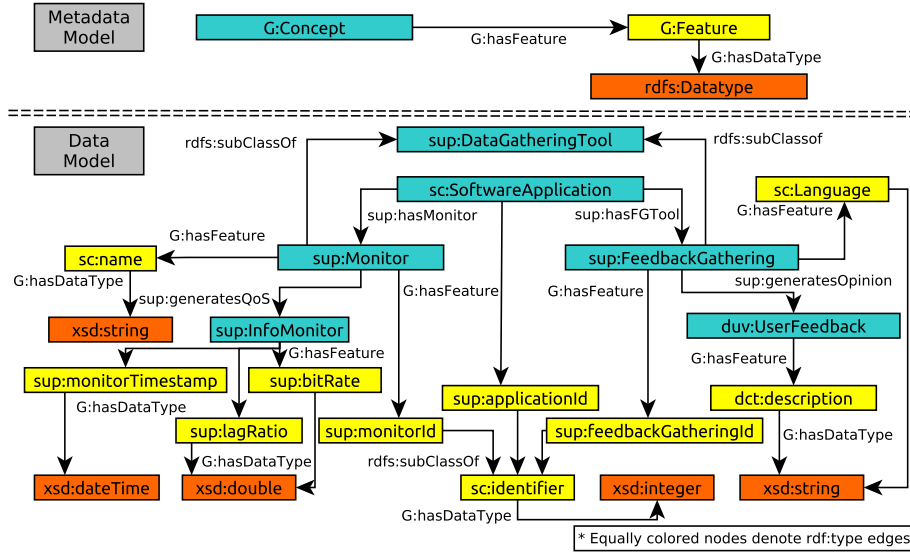 Metadata
Model
G:Concept
G:hasFeature
G:Feature
G:hasDataType
rdfs:Datatype
Data
Model
rdfs:subClassOf
sup:DataGatheringTool
rdfs:subClassof
sc:SoftwareApplication
sc:Language
sup:hasMonitor
sup:hasFGTool
G:hasFeature
G:hasFeature
sc:name
sup:Monitor
sup:FeedbackGathering
G:hasDataType
G:hasFeature
G:hasFeature
sup:generatesOpinion
sup:generatesQoS
xsd:string
sup:InfoMonitor
duv:UserFeedback
G:hasFeature
G:hasFeature
sup:monitorTimestamp
sup:bitRate
sup:applicationId
dct:description
G:hasDataType
sup:lagRatio
sup:monitorId
sup:feedbackGatheringId
G:hasDataType
G:hasDataType
rdfs:subClassOf
xsd:dateTime
xsd:double
sc:identifier
xsd:integer
xsd:string
G:hasDataType
* Equally colored nodes denote rdf:type edges